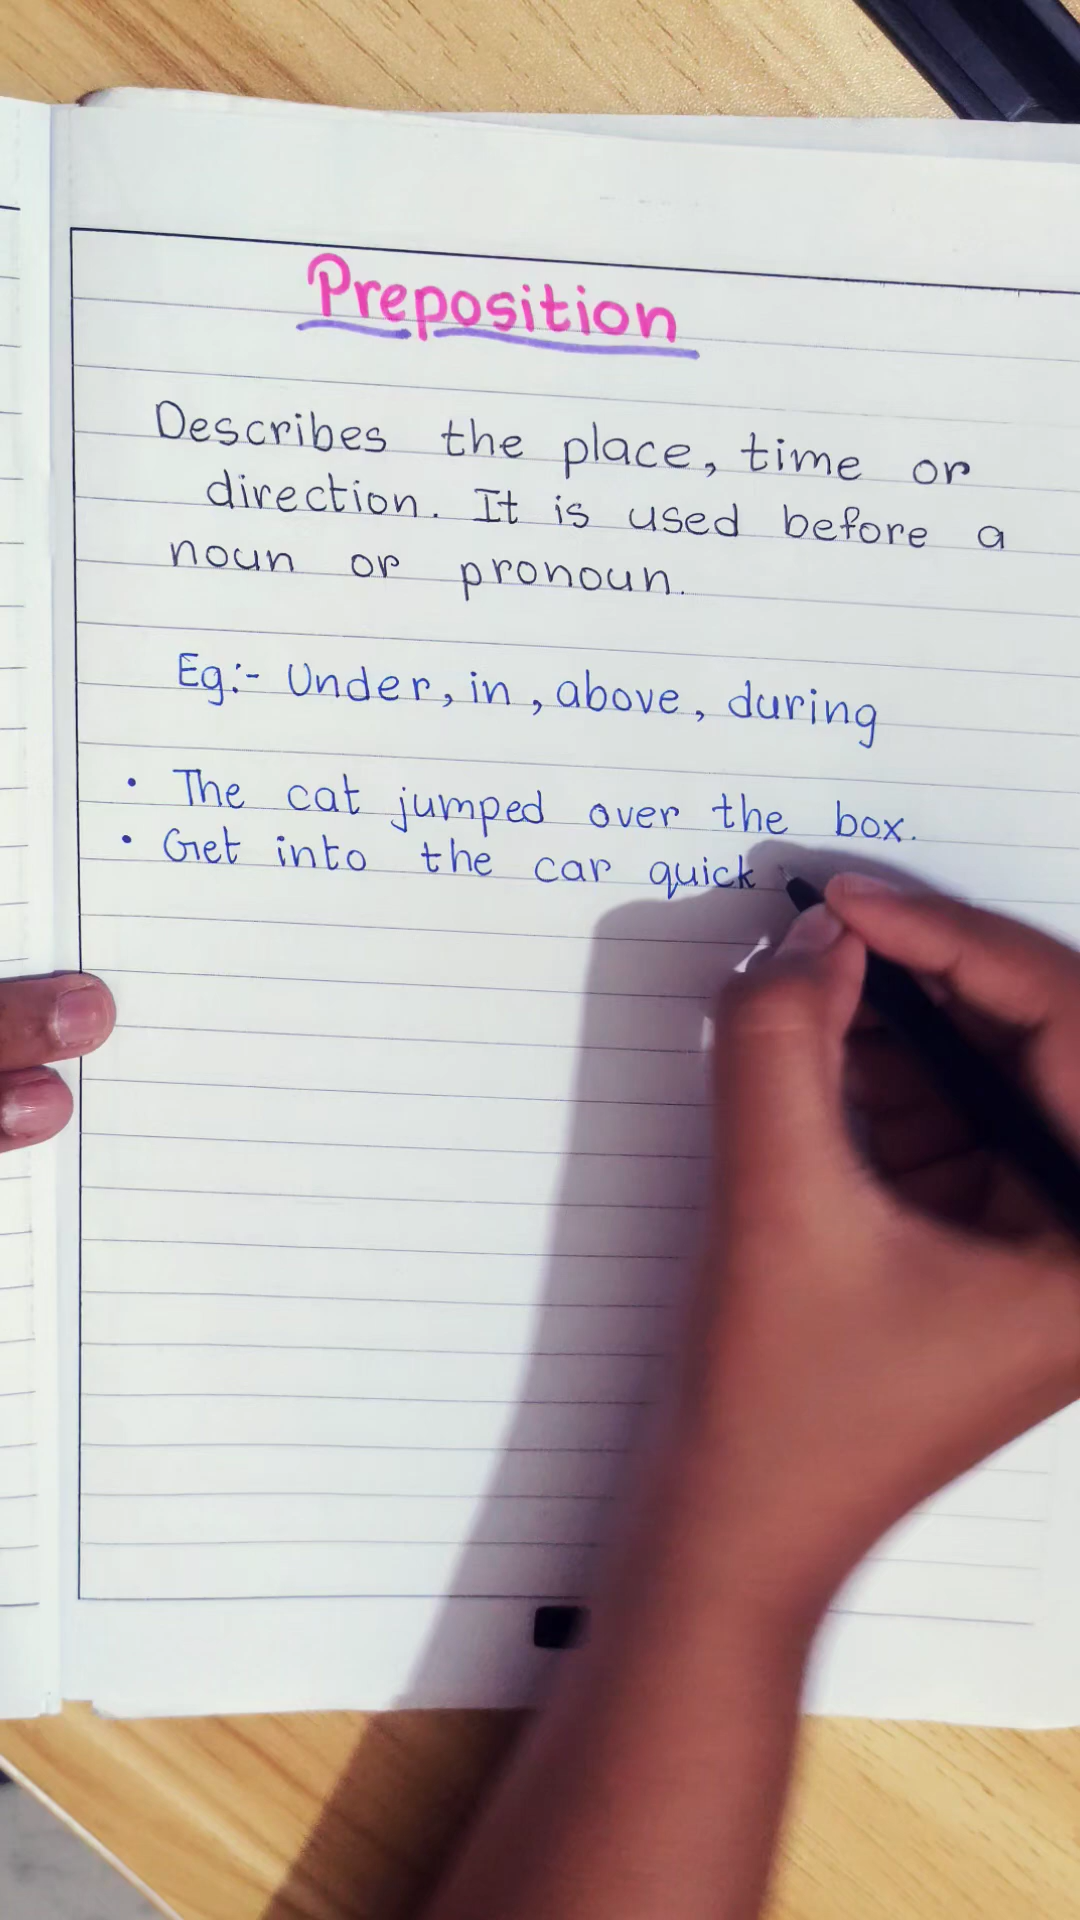 Preposition
Describes the place, time or
direction. It is used before a
noun or pronoun.
Eg:- Under, in, above, during
• The cat jumped over the box.
• Get into the car quick